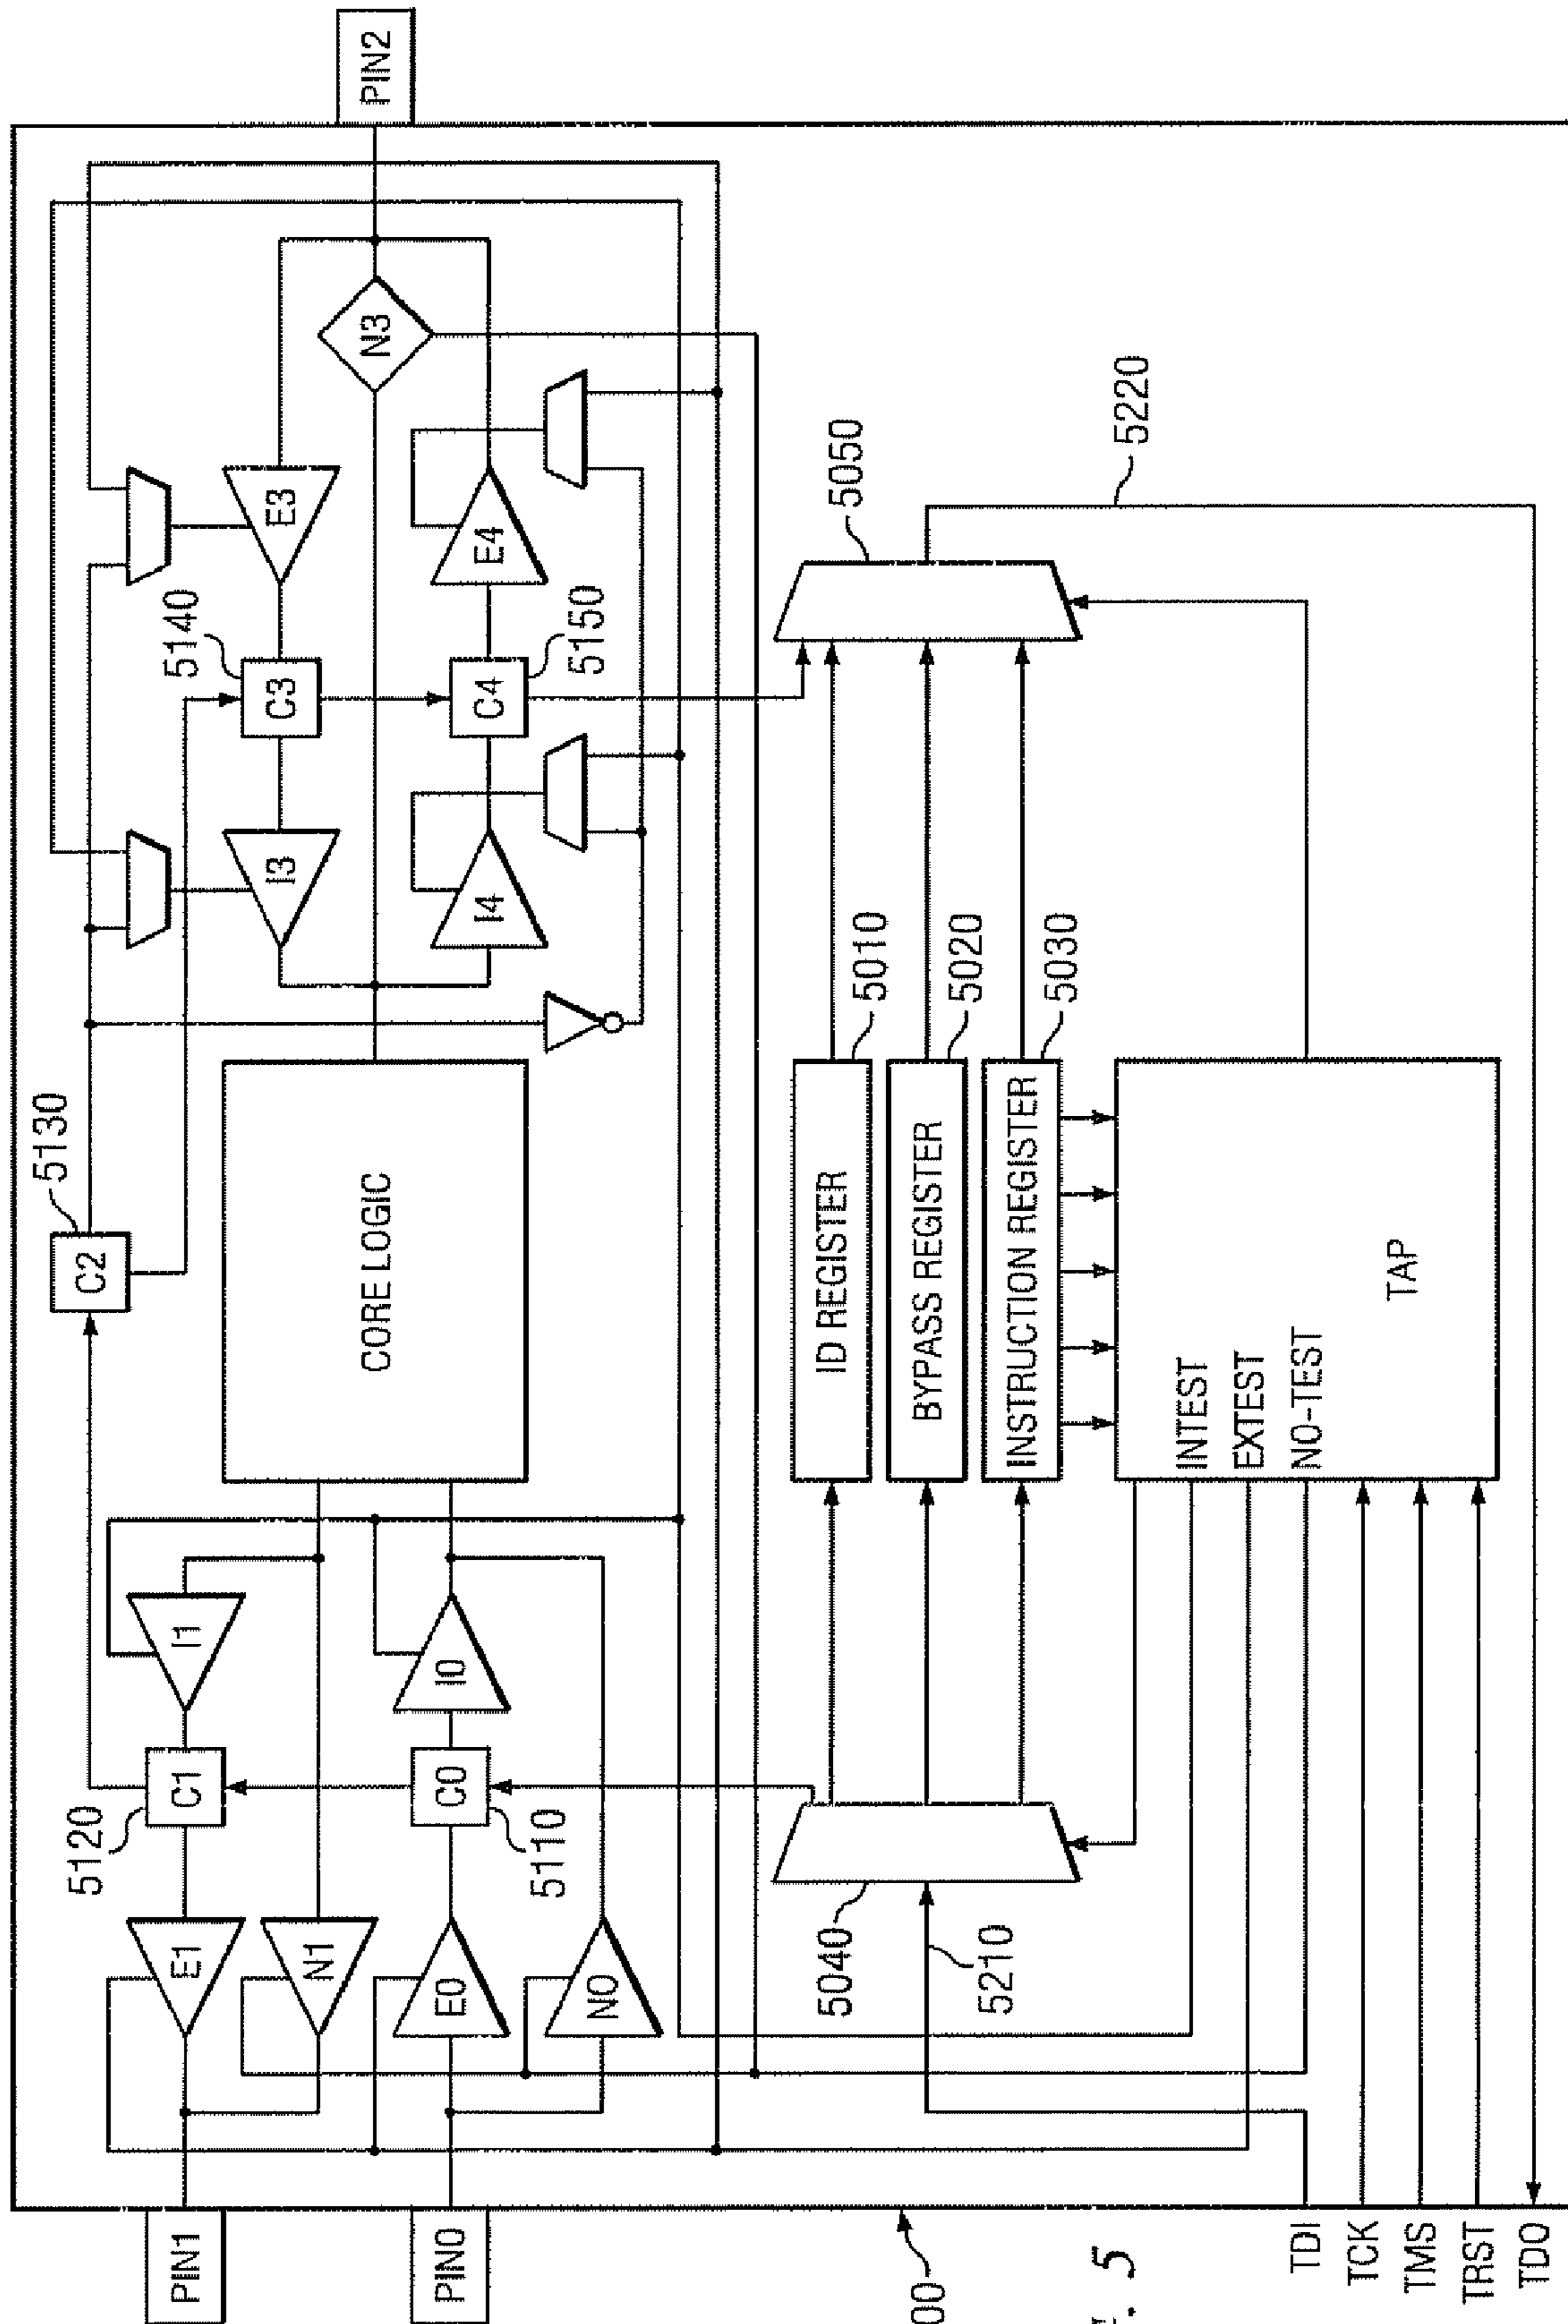 PIN1
PIN0
PIN2
5120
C1
E1
N1
I1
E0
C0
5110
I0
N0
C2
5130
CORE LOGIC
I3
C3
5140
E3
N3
I4
C4
5150
E4
5040
5210
ID REGISTER
5010
BYPASS REGISTER
5020
INSTRUCTION REGISTER
5030
5050
5220
INTEST
EXTEST
NO-TEST
TAP
TDI
TCK
TMS
TRST
TDO
00
. 5